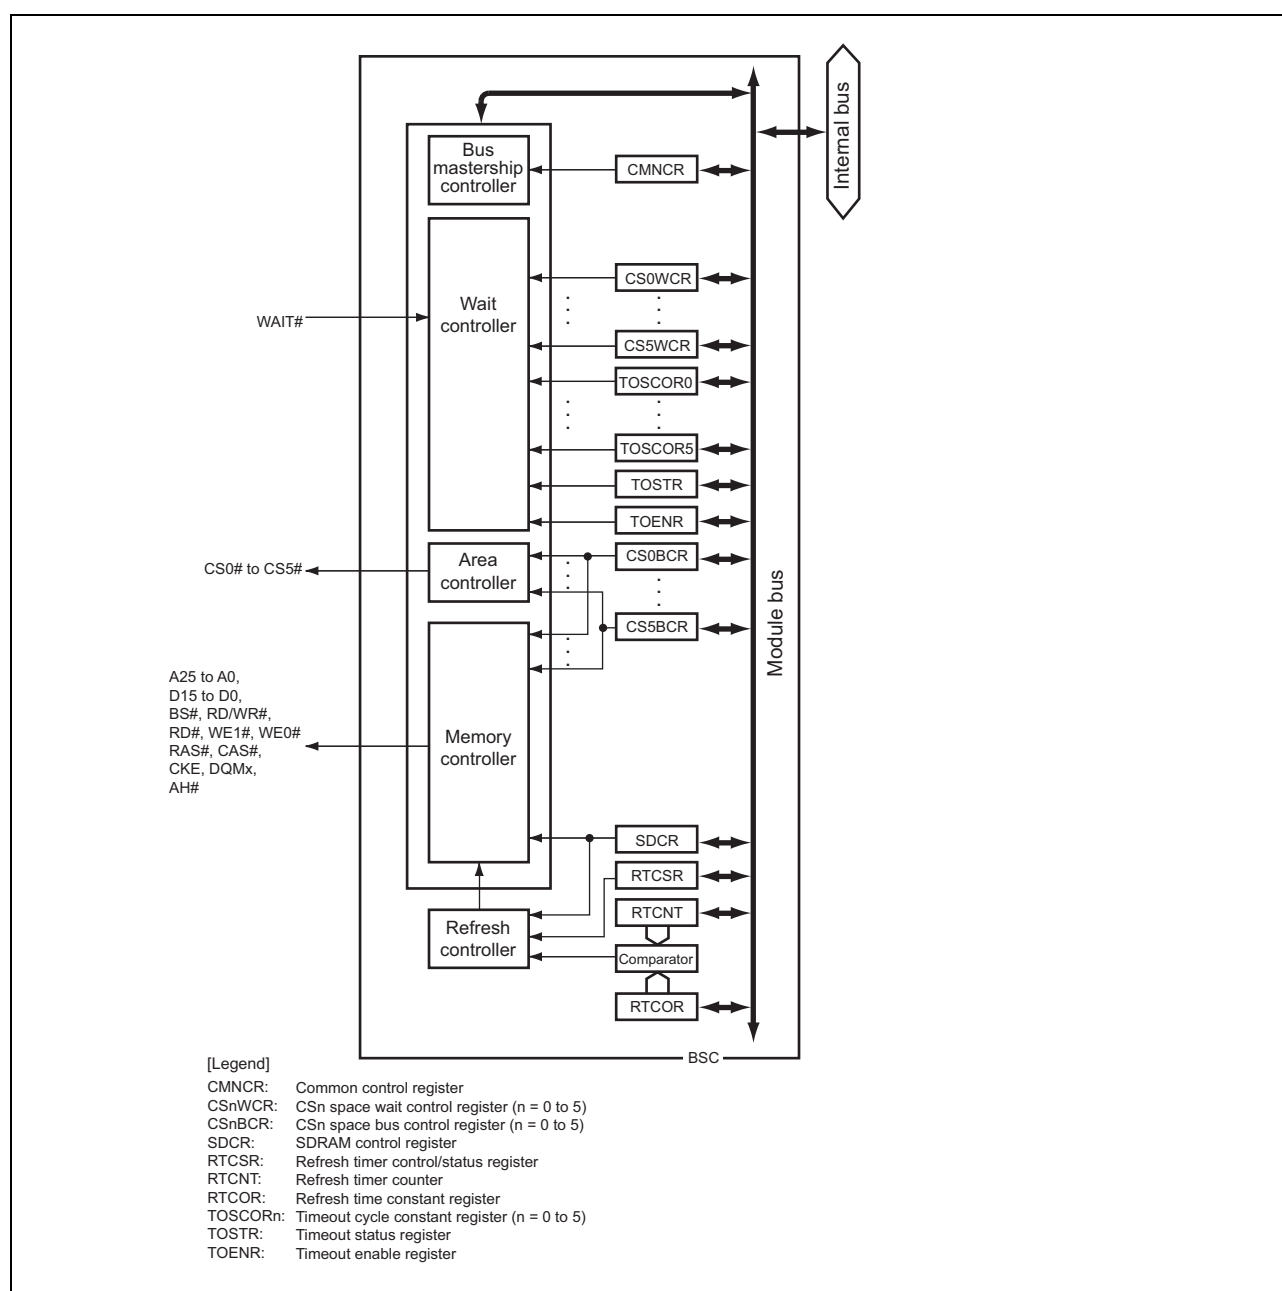 Internal bus
Bus
mastership
controller
CMNCR
CS0WCR
Wait
controller
WAIT#
CS5WCR
TOSCOR0
TOSCOR5
TOSTR
TOENR
CS0BCR
Area
controller
CS0# to CS5#
CS5BCR
Module bus
A25 to A0,
D15 to D0,
BS#, RD/WR#,
RD#, WE1#, WE0#
RAS#, CAS#,
CKE, DQMx,
AH#
Memory
controller
SDCR
RTCSR
RTCNT
Refresh
controller
Comparator
RTCOR
BSC
[Legend]
CMNCR: Common control register
CSnWCR: CSn space wait control register (n = 0 to 5)
CSnBCR: CSn space bus control register (n = 0 to 5)
SDCR: SDRAM control register
RTCSR: Refresh timer control/status register
RTCNT: Refresh timer counter
RTCOR: Refresh time constant register
TOSCORn: Timeout cycle constant register (n = 0 to 5)
TOSTR: Timeout status register
TOENR: Timeout enable register